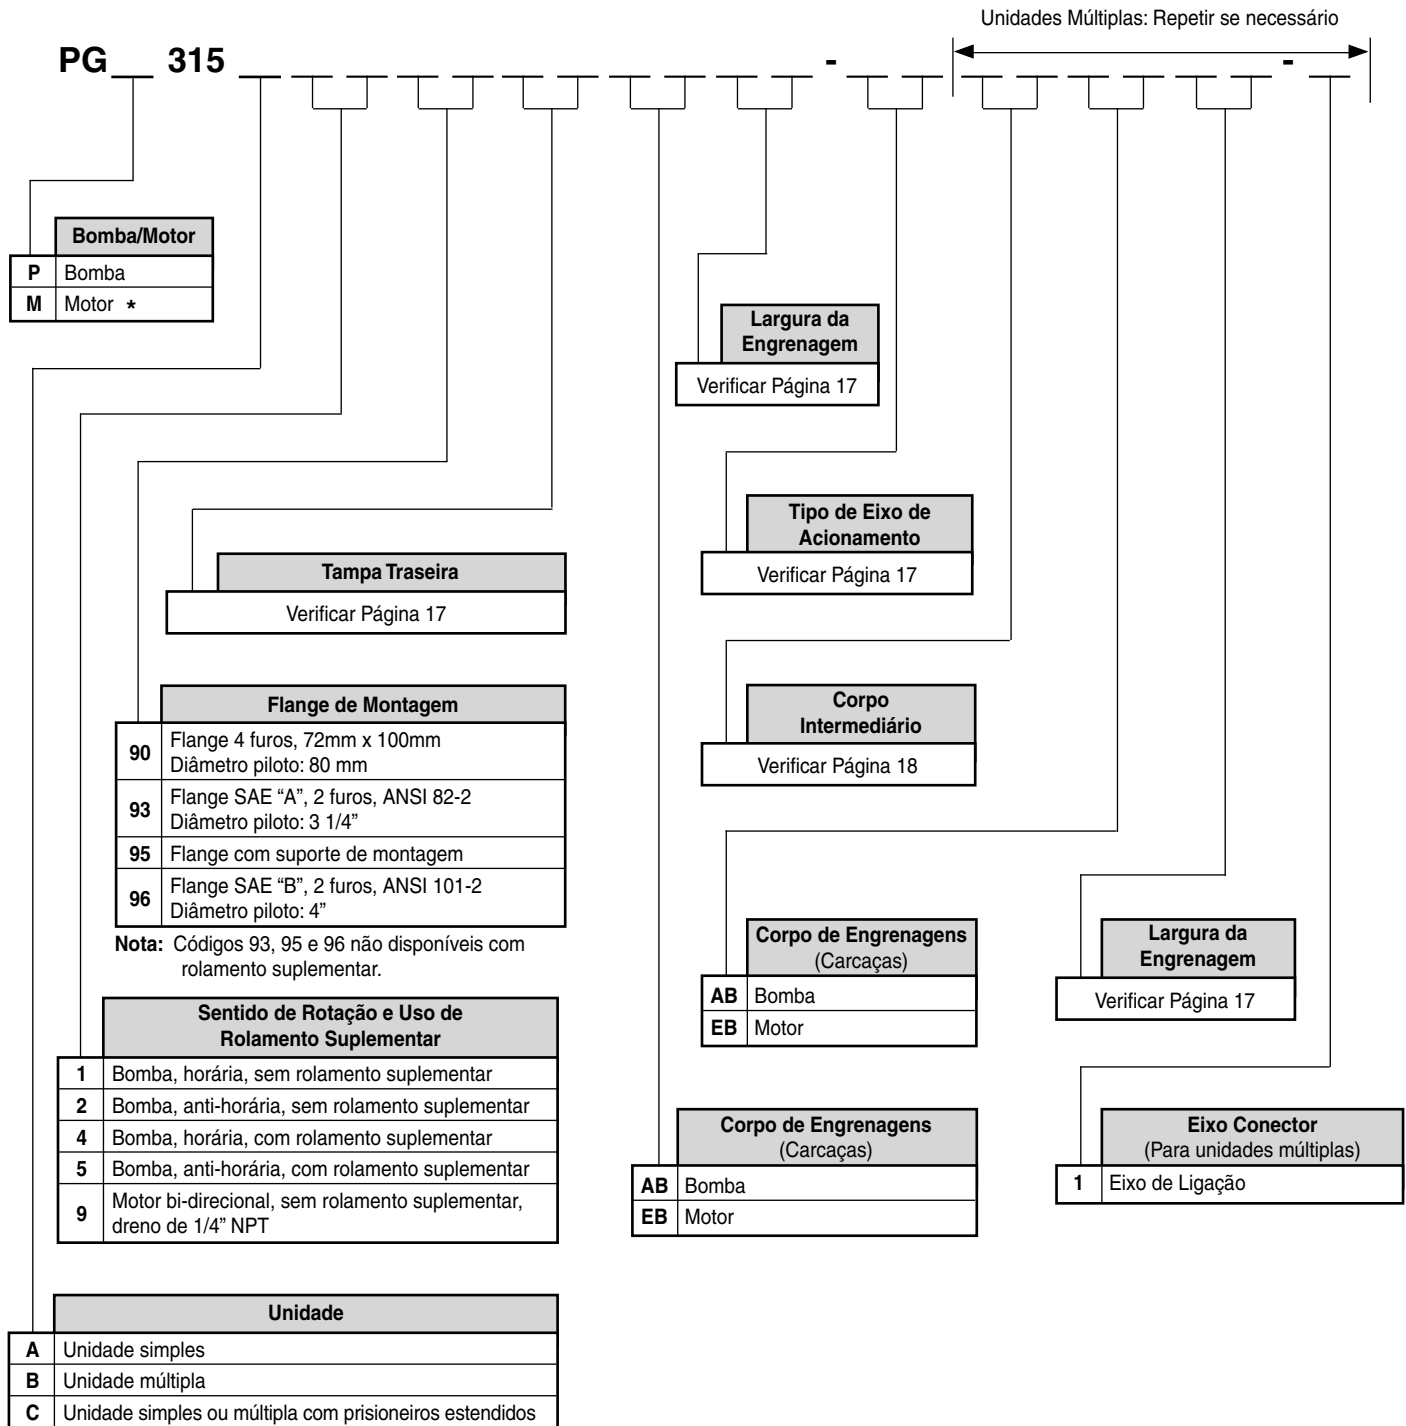 Unidades Múltiplas: Repetir se necessário
PG__ 315 __ __ __ __ __ __ __ __ __ __ __ - __ __ __ __ __ __ __ __ - __
Bomba/Motor
P Bomba
M Motor *
Largura da
Engrenagem
Verificar Página 17
Tipo de Eixo de
Acionamento
Verificar Página 17
Tampa Traseira
Verificar Página 17
Corpo
Intermediário
Verificar Página 18
Flange de Montagem
90 Flange 4 furos, 72mm x 100mm
Diâmetro piloto: 80 mm
93 Flange SAE “A”, 2 furos, ANSI 82-2
Diâmetro piloto: 3 1/4”
95 Flange com suporte de montagem
96 Flange SAE “B”, 2 furos, ANSI 101-2
Diâmetro piloto: 4”
Nota: Códigos 93, 95 e 96 não disponíveis com
rolamento suplementar.
Corpo de Engrenagens
(Carcaças)
AB Bomba
EB Motor
Largura da
Engrenagem
Verificar Página 17
Sentido de Rotação e Uso de
Rolamento Suplementar
1 Bomba, horária, sem rolamento suplementar
2 Bomba, anti-horária, sem rolamento suplementar
4 Bomba, horária, com rolamento suplementar
5 Bomba, anti-horária, com rolamento suplementar
9 Motor bi-direcional, sem rolamento suplementar,
dreno de 1/4” NPT
Corpo de Engrenagens
(Carcaças)
AB Bomba
EB Motor
Eixo Conector
(Para unidades múltiplas)
1 Eixo de Ligação
Unidade
A Unidade simples
B Unidade múltipla
C Unidade simples ou múltipla com prisioneiros estendidos